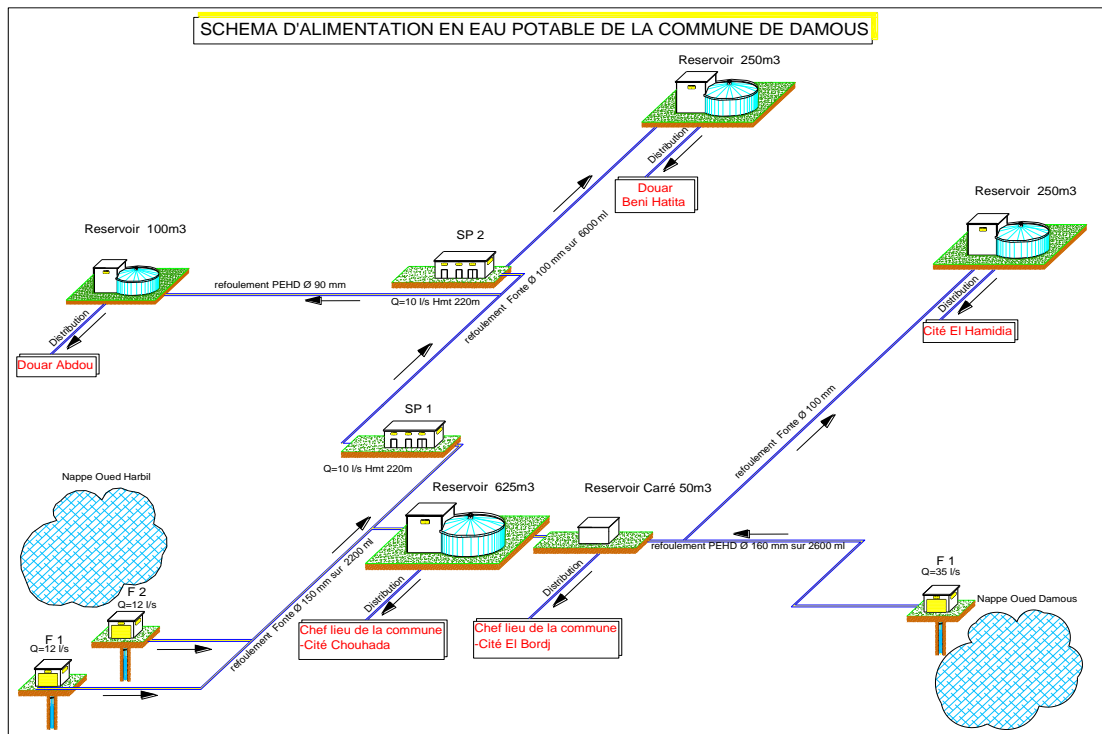 SCHEMA D'ALIMENTATION EN EAU POTABLE DE LA COMMUNE DE DAMOUS
Reservoir 250m3
Distribution
Douar
Beni Hatita
Reservoir 250m3
Distribution
Cité El Hamidia
Reservoir 100m3
Distribution
Douar Abdou
SP 2
refoulement PEHD Ø 90 mm
Q=10 l/s Hmt 220m
refoulement Fonte Ø 100 mm sur 6000 ml
SP 1
Q=10 l/s Hmt 220m
refoulement Fonte Ø 100 mm
Nappe Oued Harbil
Reservoir 625m3
Reservoir Carré 50m3
refoulement PEHD Ø 160 mm sur 2600 ml
refoulement Fonte Ø 150 mm sur 2200 ml
F 1
Q=35 l/s
Nappe Oued Damous
Distribution
Distribution
F 2
Q=12 l/s
F 1
Q=12 l/s
Chef lieu de la commune
-Cité Chouhada
Chef lieu de la commune
-Cité El Bordj